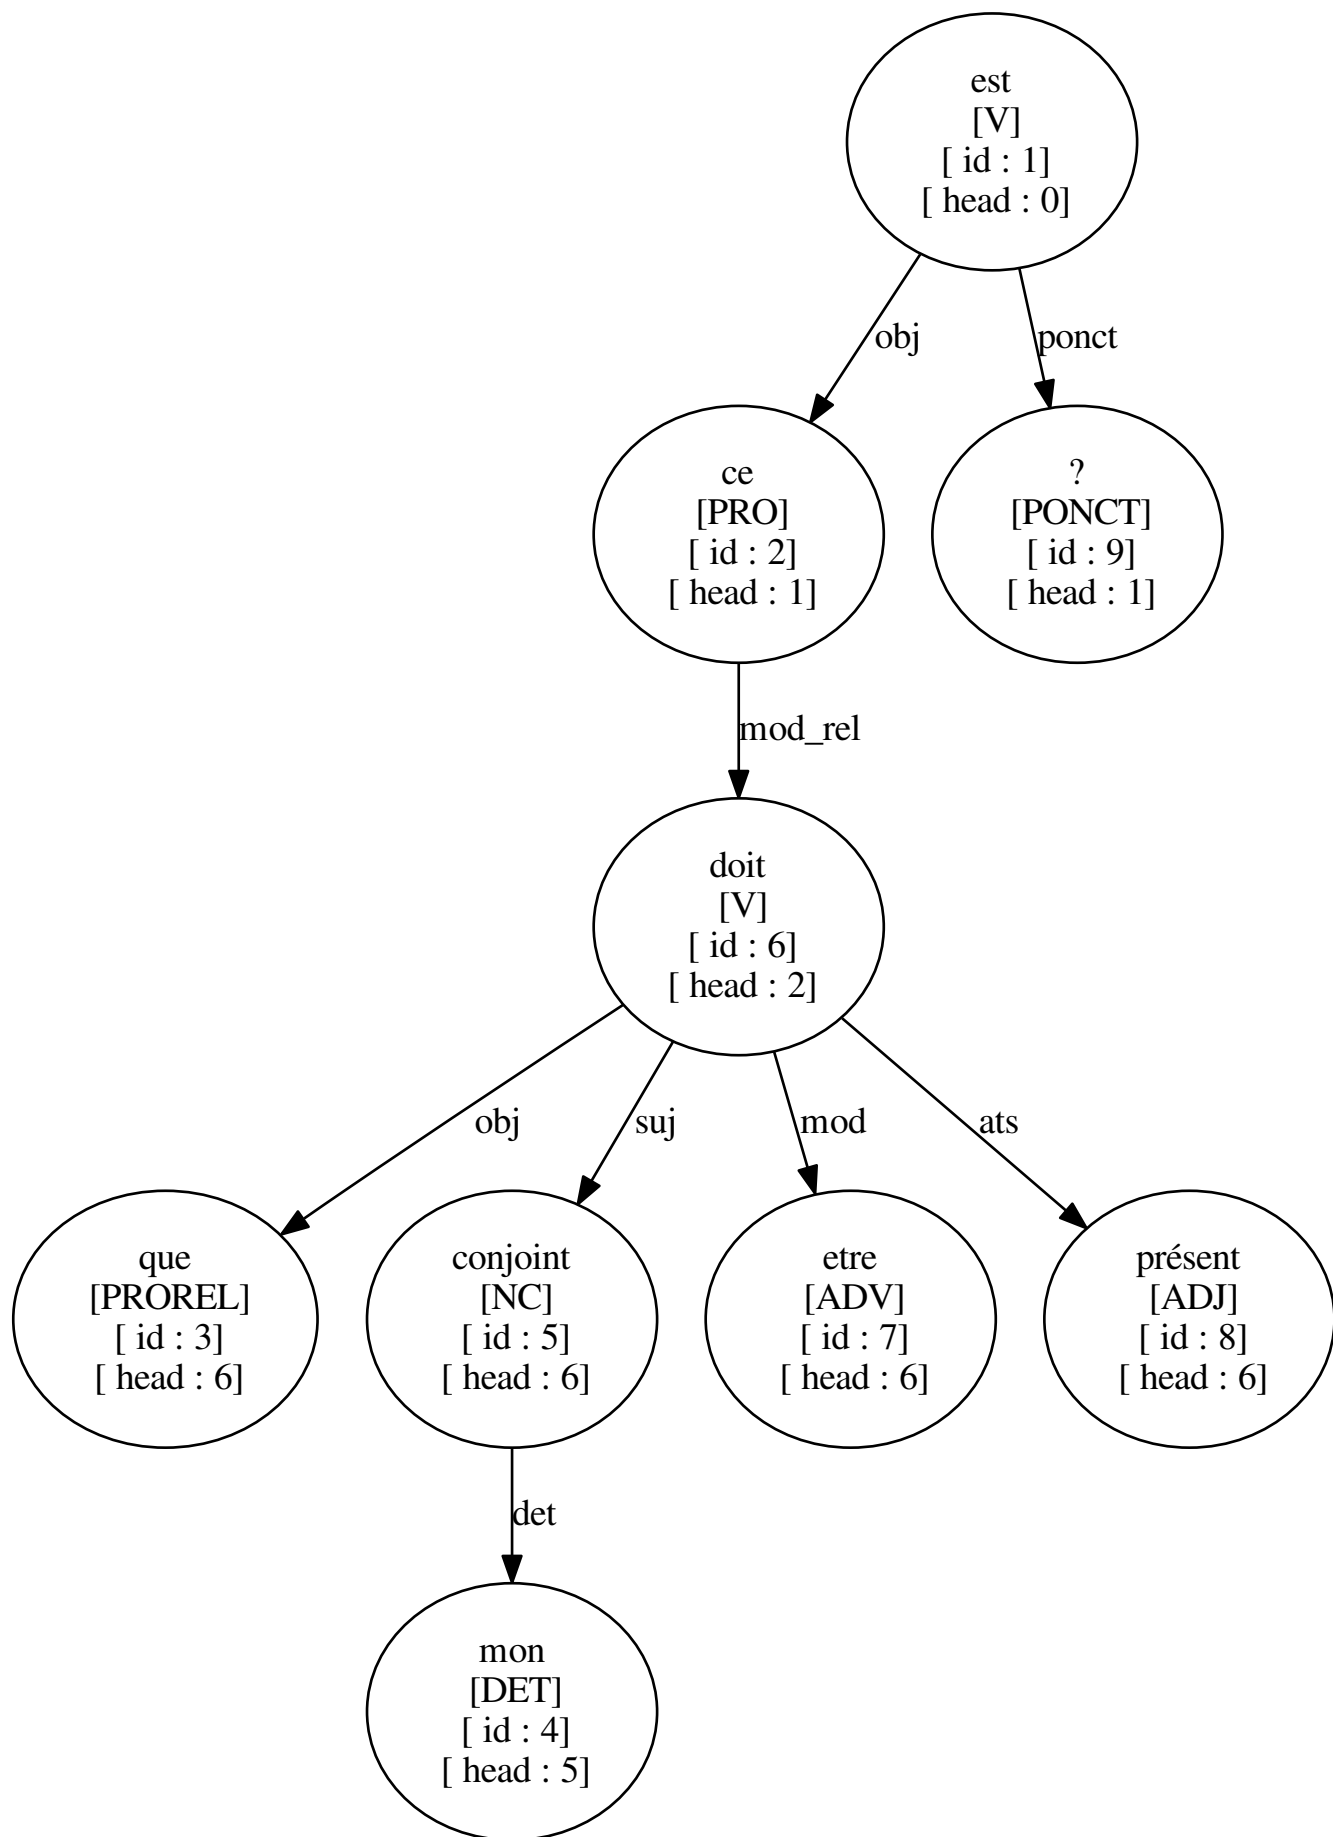 est
[V]
[ id : 1]
[ head : 0]
obj
ponct
ce
[PRO]
[ id : 2]
[ head : 1]
?
[PONCT]
[ id : 9]
[ head : 1]
mod_rel
doit
[V]
[ id : 6]
[ head : 2]
obj
suj
mod
ats
que
[PROREL]
[ id : 3]
[ head : 6]
conjoint
[NC]
[ id : 5]
[ head : 6]
etre
[ADV]
[ id : 7]
[ head : 6]
présent
[ADJ]
[ id : 8]
[ head : 6]
det
mon
[DET]
[ id : 4]
[ head : 5]